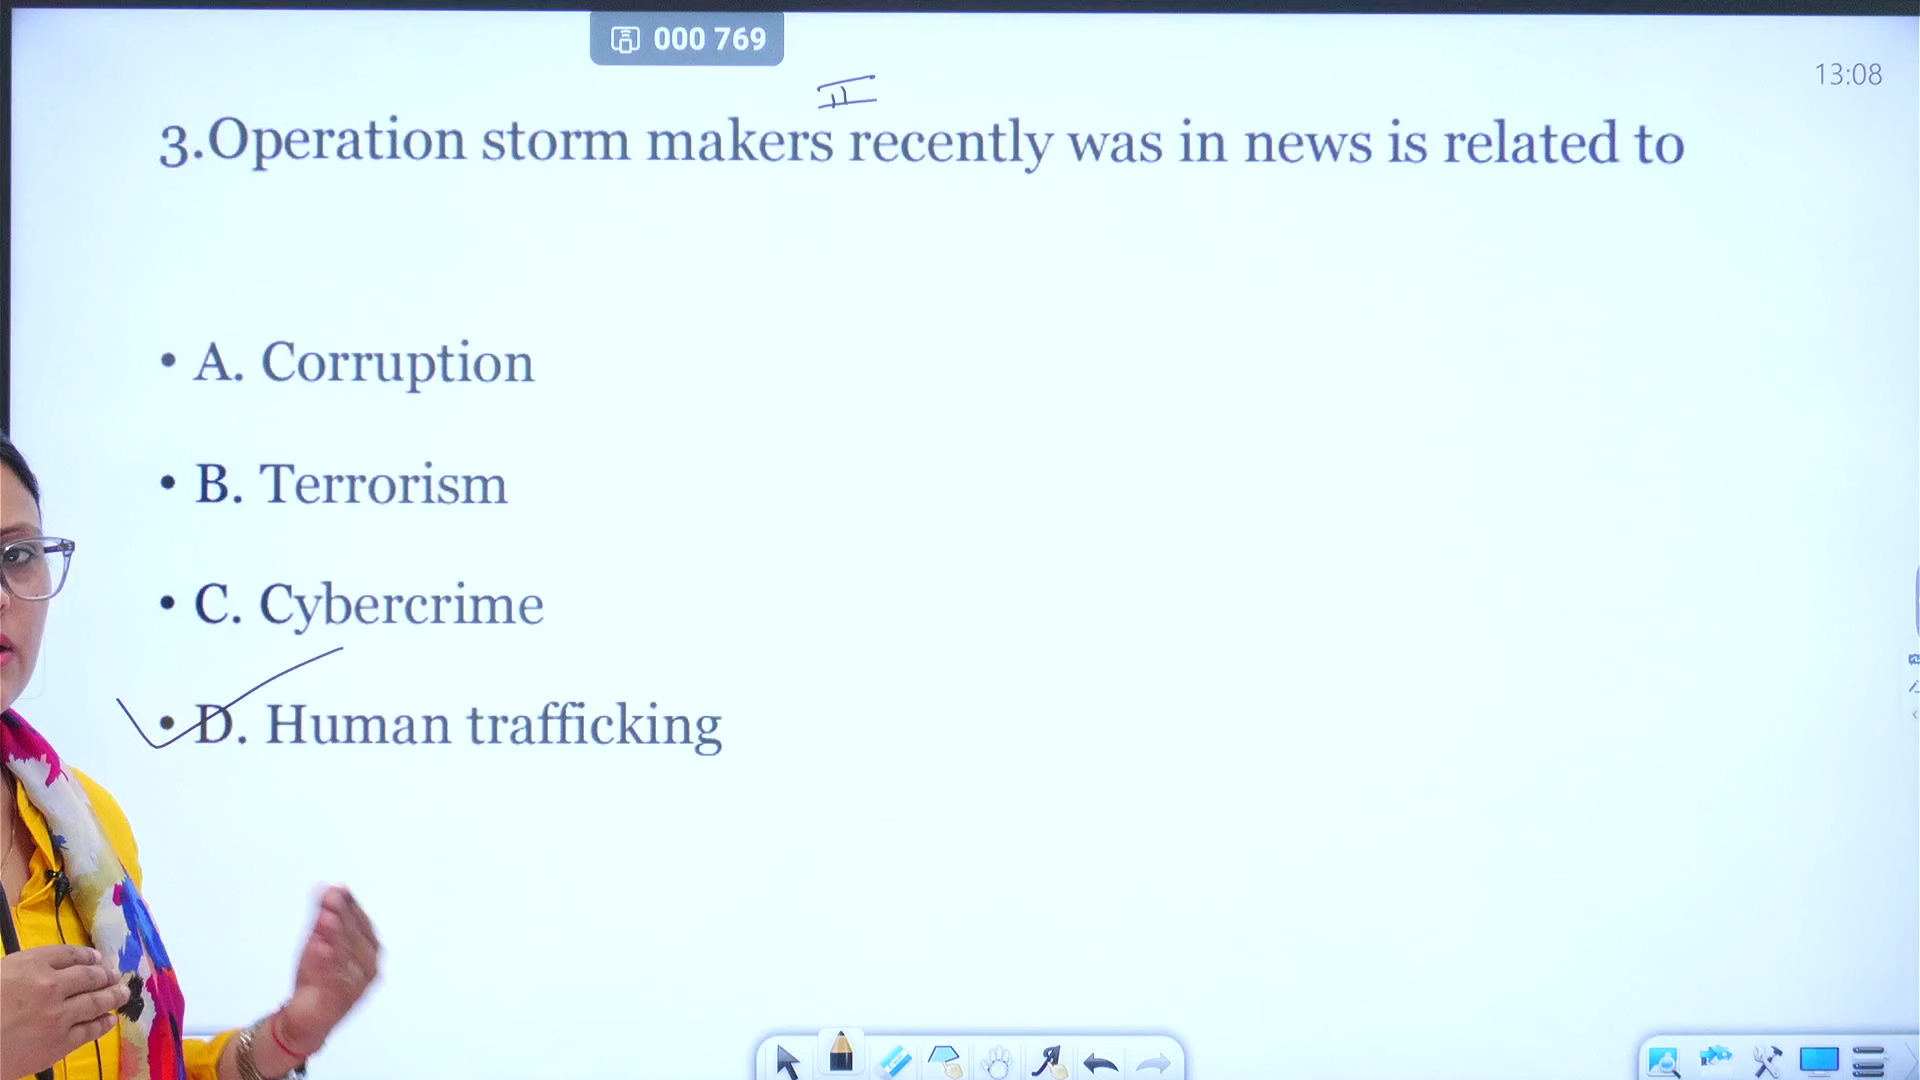 000 769
13:08
II
3.Operation storm makers recently was in news is related to
• A. Corruption
• B. Terrorism
• C. Cybercrime
• D. Human trafficking